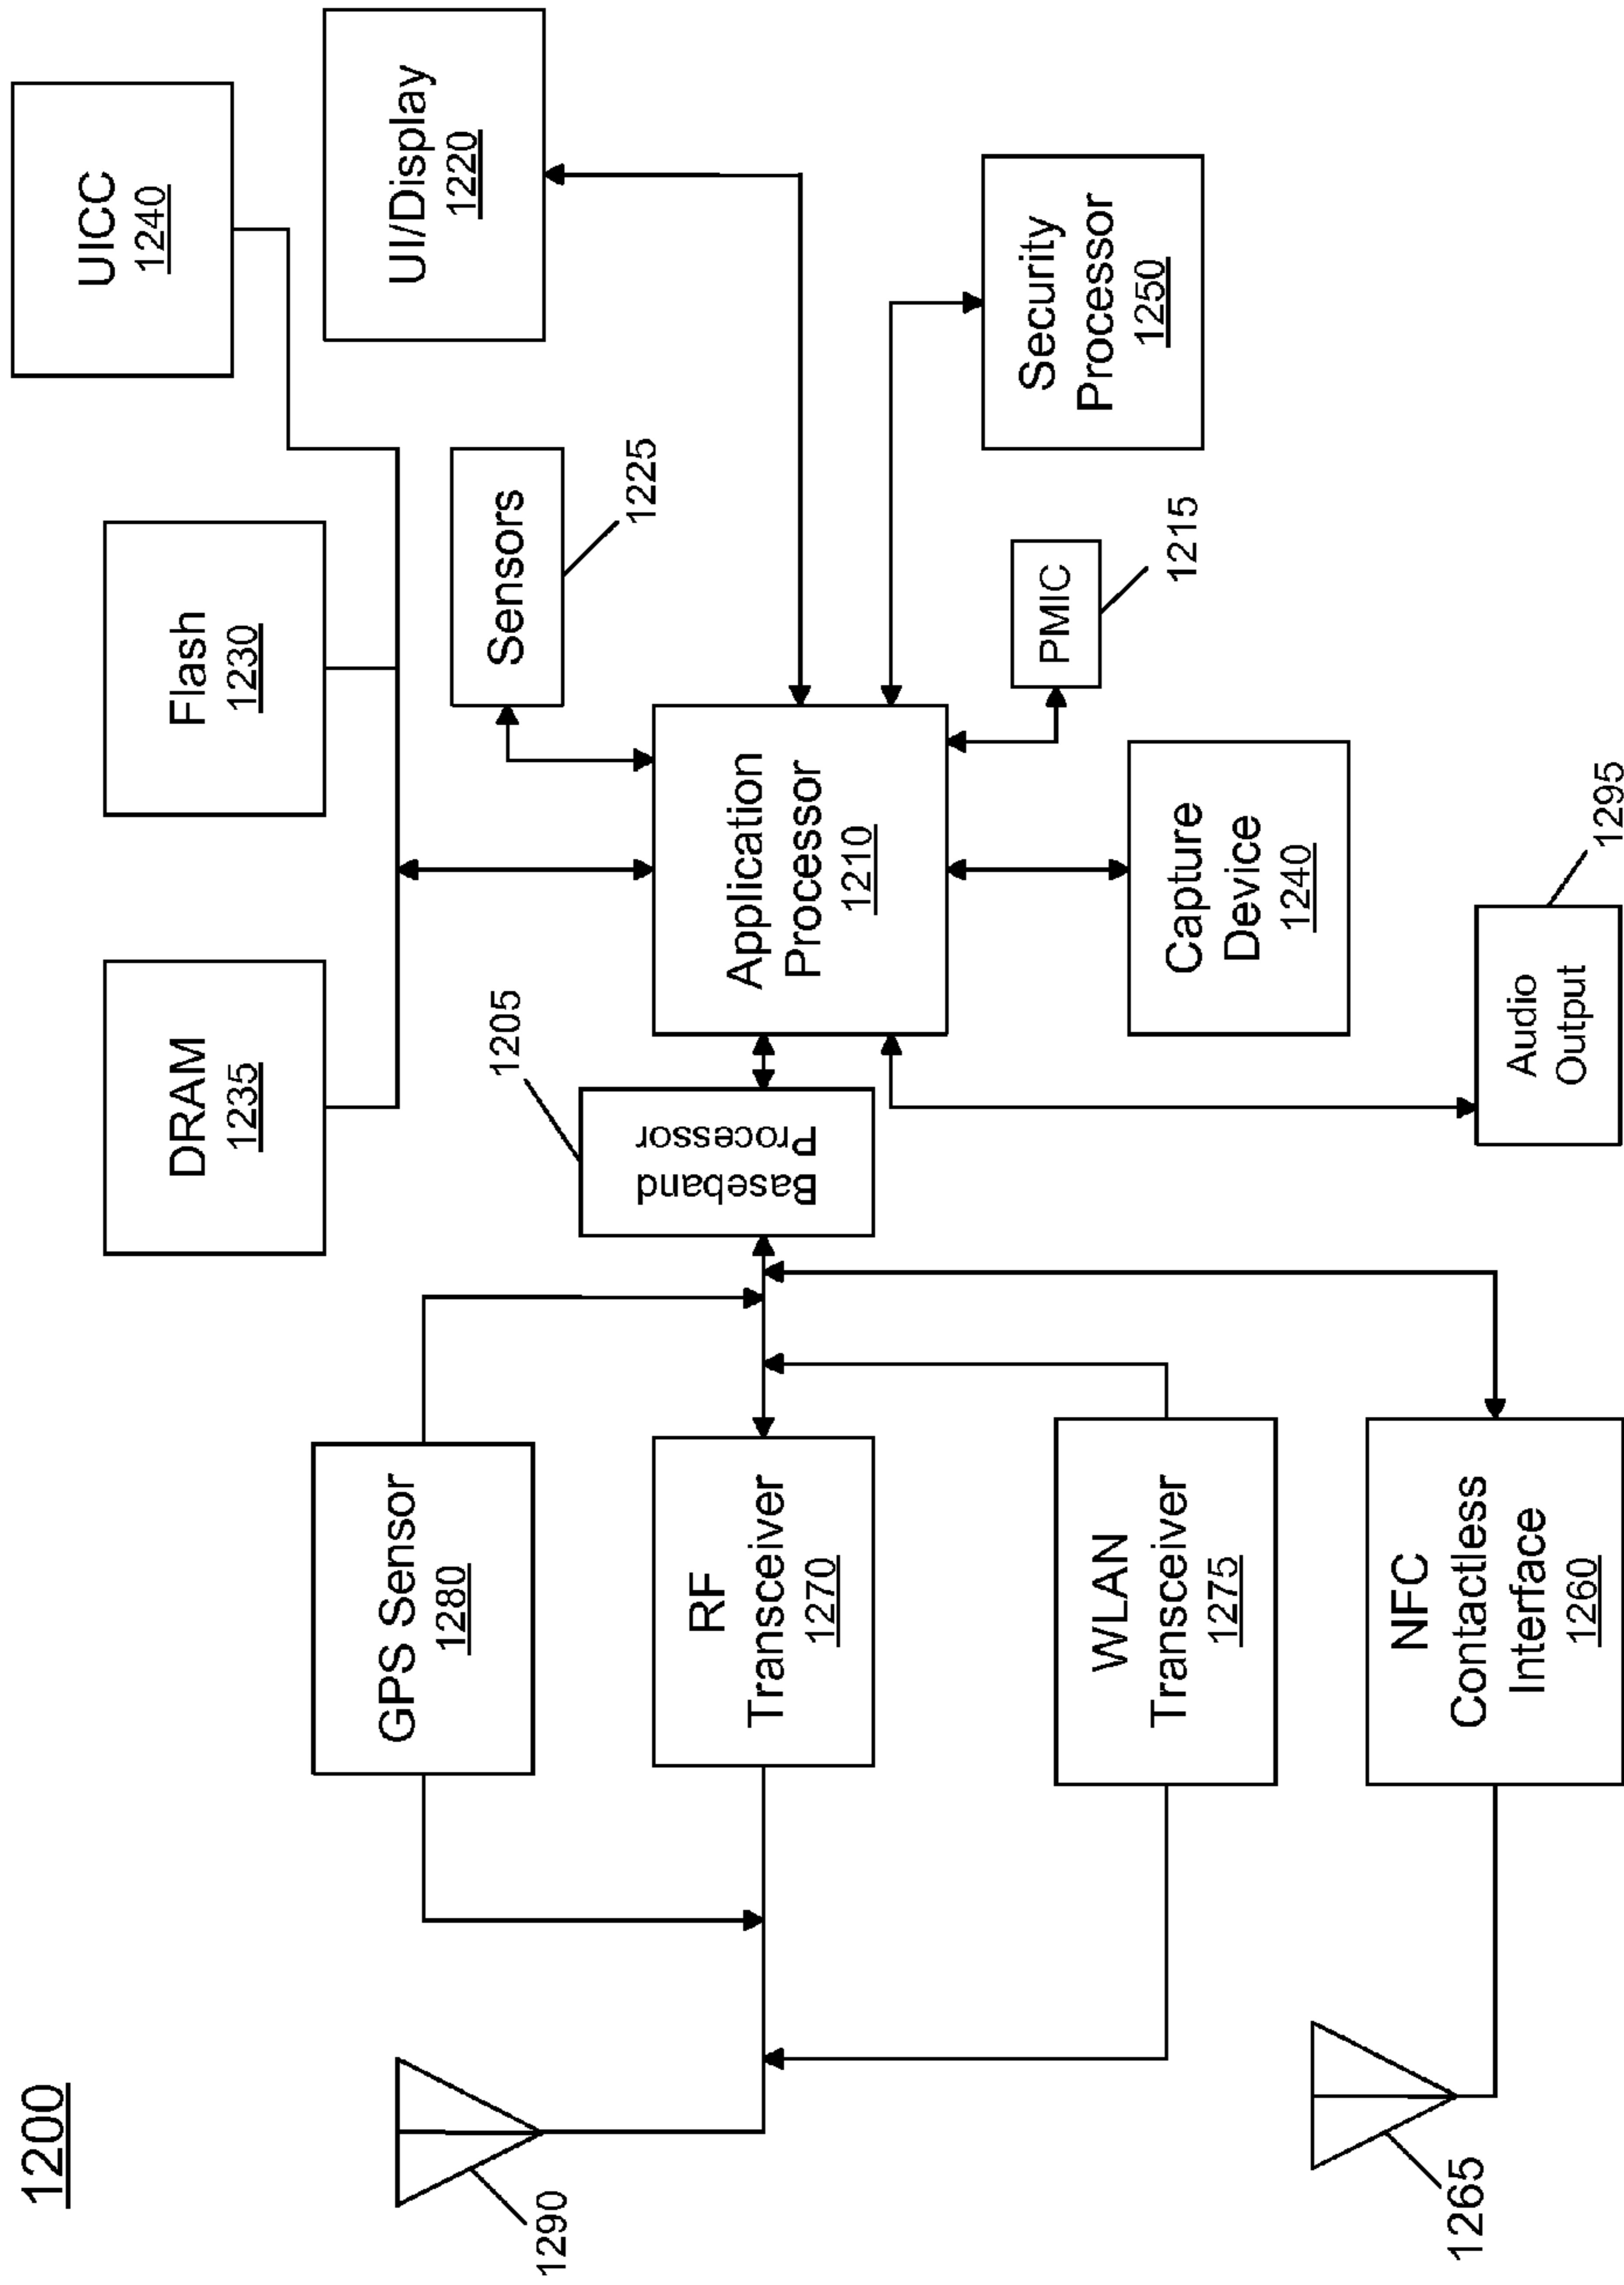 1200
UICC
1240
Flash
1230
DRAM
1235
UI/Display
1220
Sensors
1225
GPS Sensor
1280
1290
1205
Baseband
Processor
Application
Processor
1210
RF
Transceiver
1270
Security
Processor
1250
PMIC
1215
WLAN
Transceiver
1275
Capture
Device
1240
NFC
Contactless
Interface
1260
1265
Audio
Output
1295